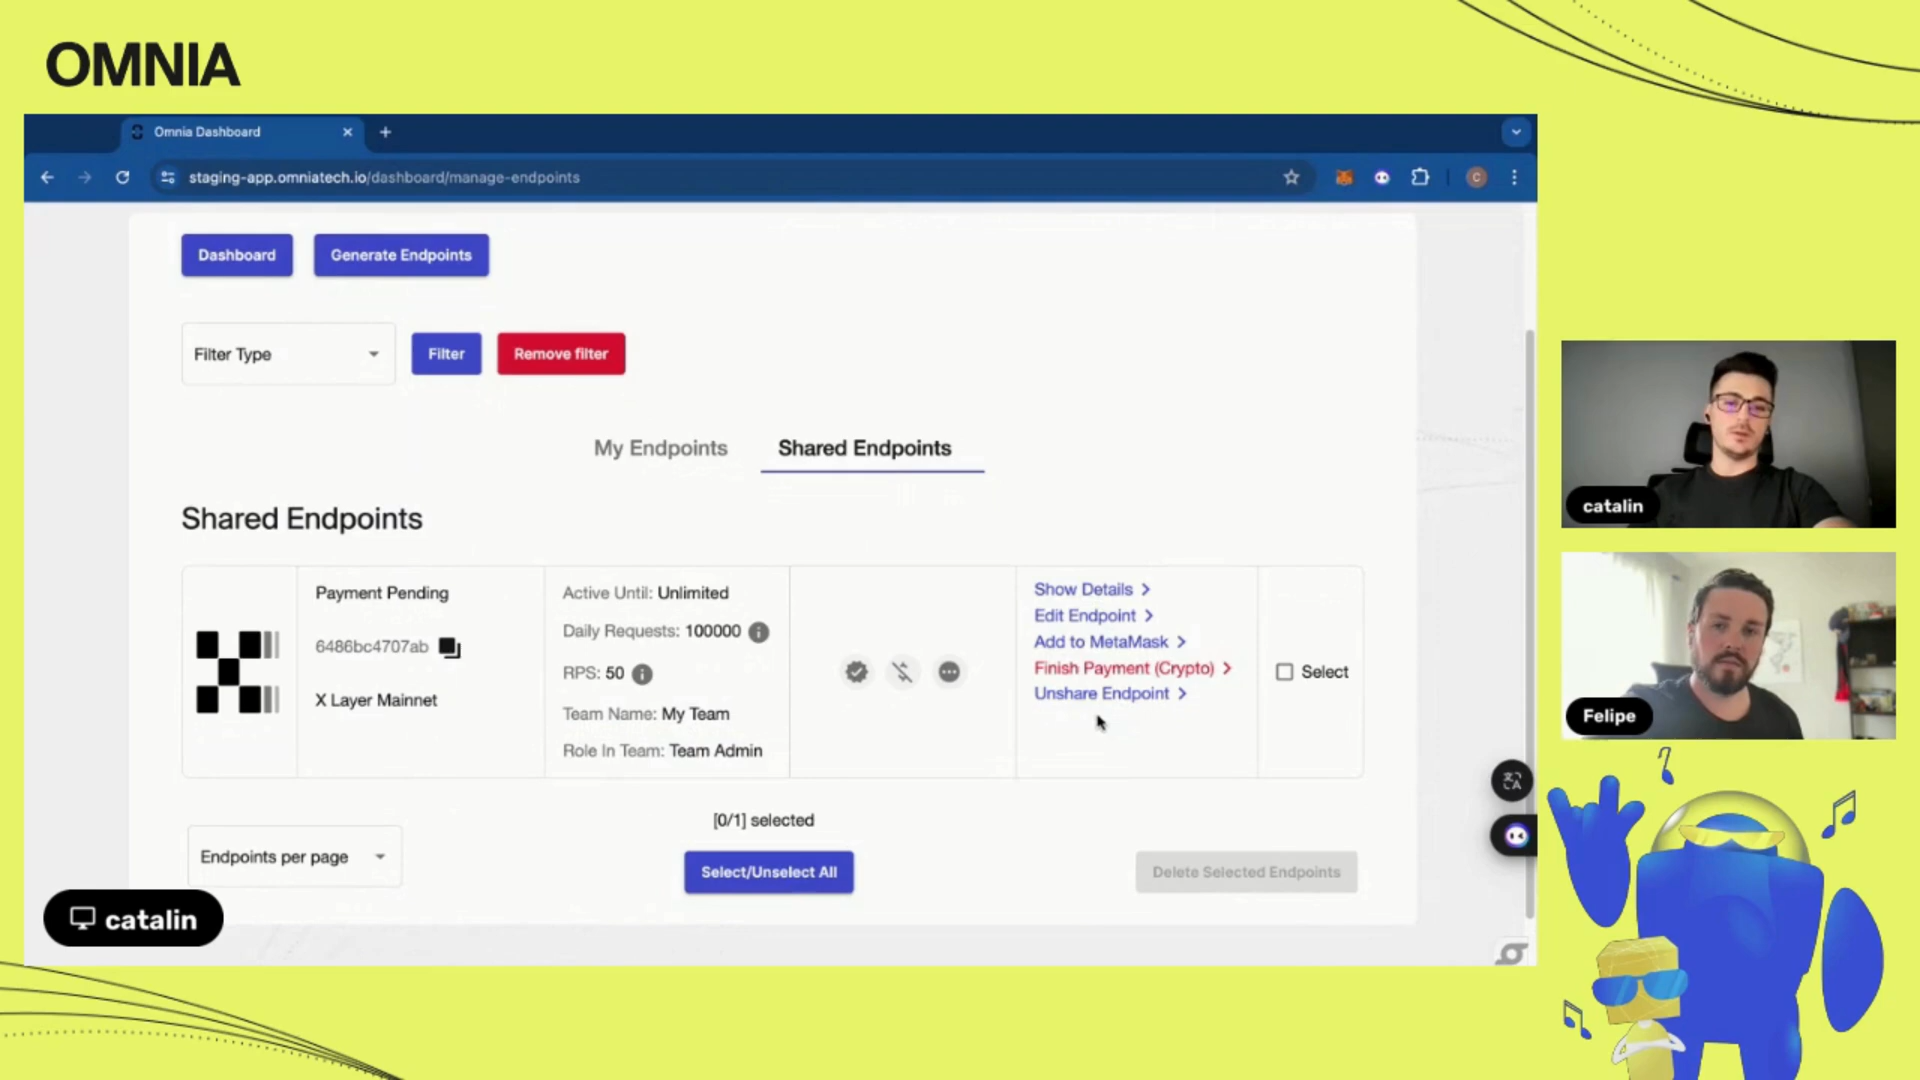 OMNIA
Omnia Dashboard
staging-app.omniatech.io/dashboard/manage-endpoints
C
Dashboard
Generate Endpoints
Filter Type
Filter
Remove filter
My Endpoints
Shared Endpoints
Shared Endpoints
Payment Pending
6486bc4707ab
X Layer Mainnet
Active Until: Unlimited
Daily Requests: 100000
RPS: 50
Team Name: My Team
Role In Team: Team Admin
Show Details
Edit Endpoint
Add to MetaMask
Finish Payment (Crypto)
Unshare Endpoint
Select
[0/1] selected
Endpoints per page
Select/Unselect All
Delete Selected Endpoints
catalin
catalin
Felipe